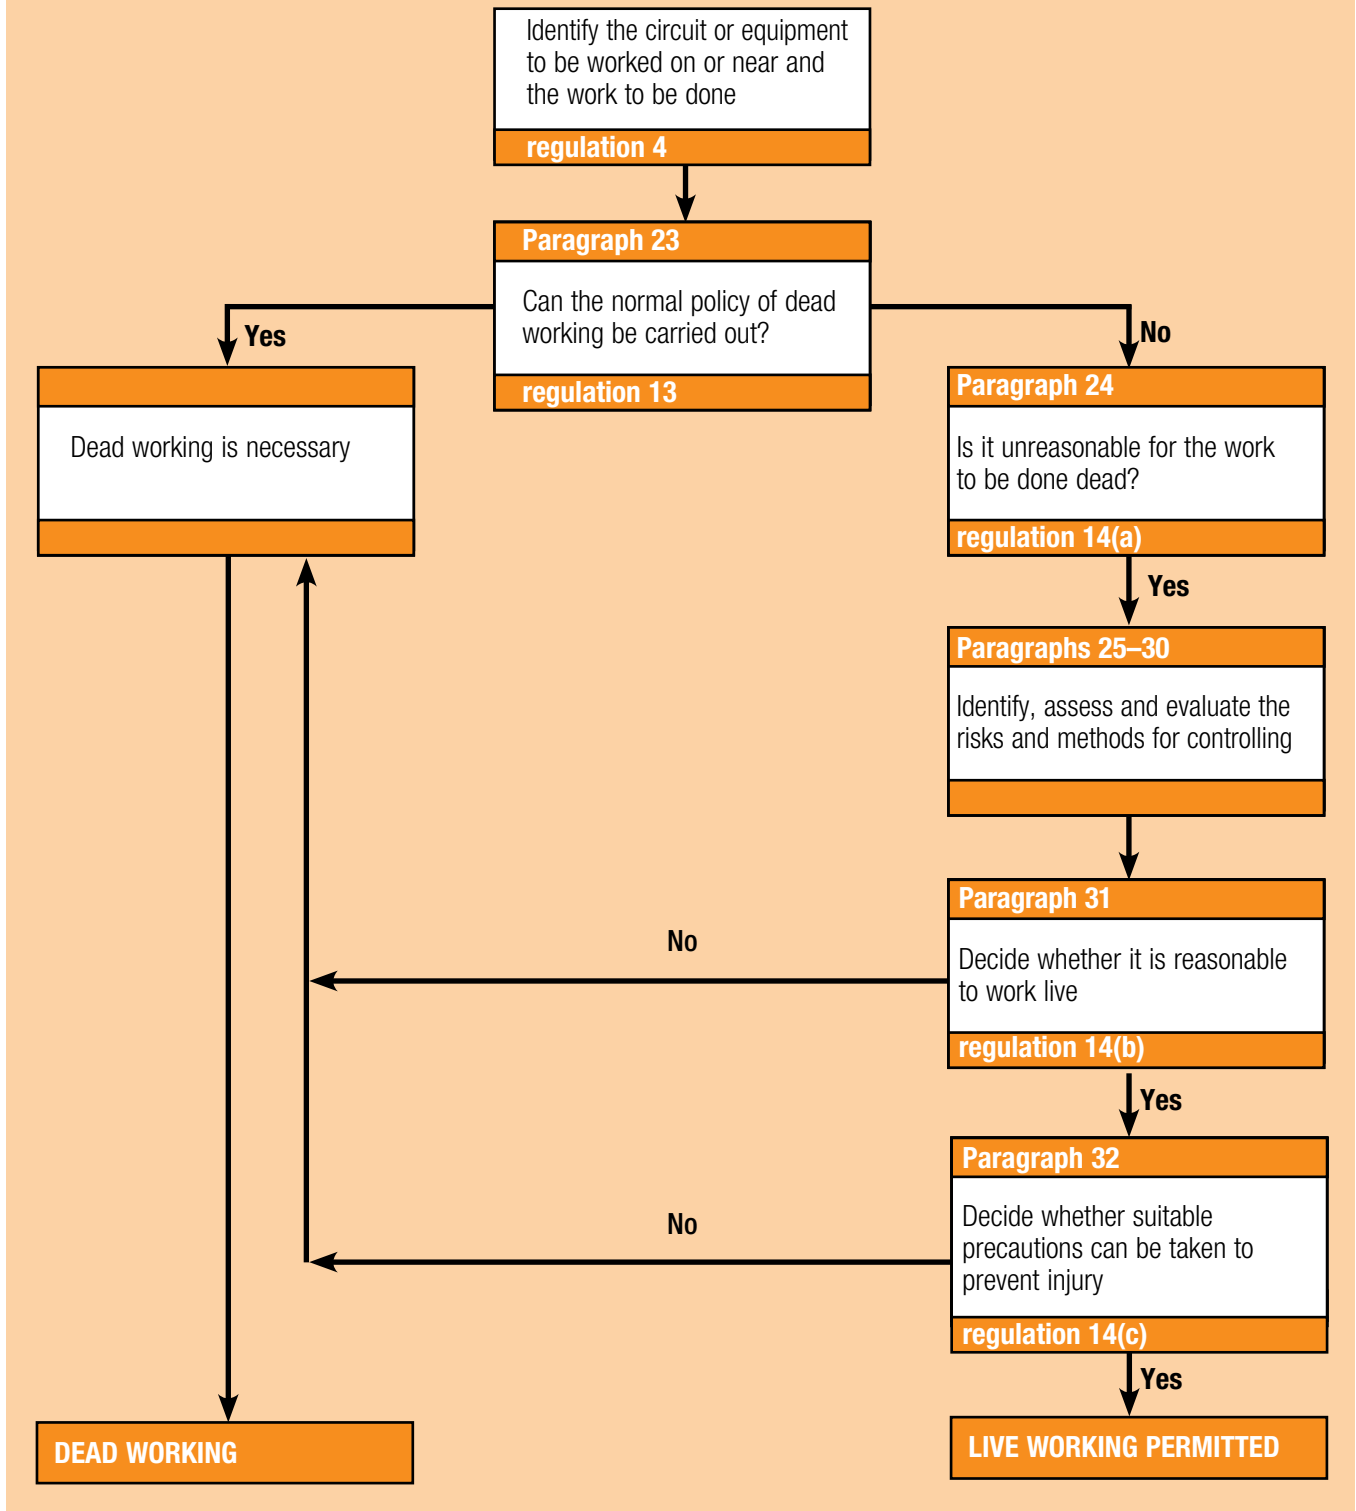 Identify the circuit or equipment
to be worked on or near and
the work to be done
regulation 4
Paragraph 23
Can the normal policy of dead
working be carried out?
regulation 13
Yes
No
Dead working is necessary
Paragraph 24
Is it unreasonable for the work
to be done dead?
regulation 14(a)
Yes
Paragraphs 25–30
Identify, assess and evaluate the
risks and methods for controlling
Paragraph 31
Decide whether it is reasonable
to work live
regulation 14(b)
No
Yes
Paragraph 32
Decide whether suitable
precautions can be taken to
prevent injury
regulation 14(c)
No
Yes
DEAD WORKING
LIVE WORKING PERMITTED